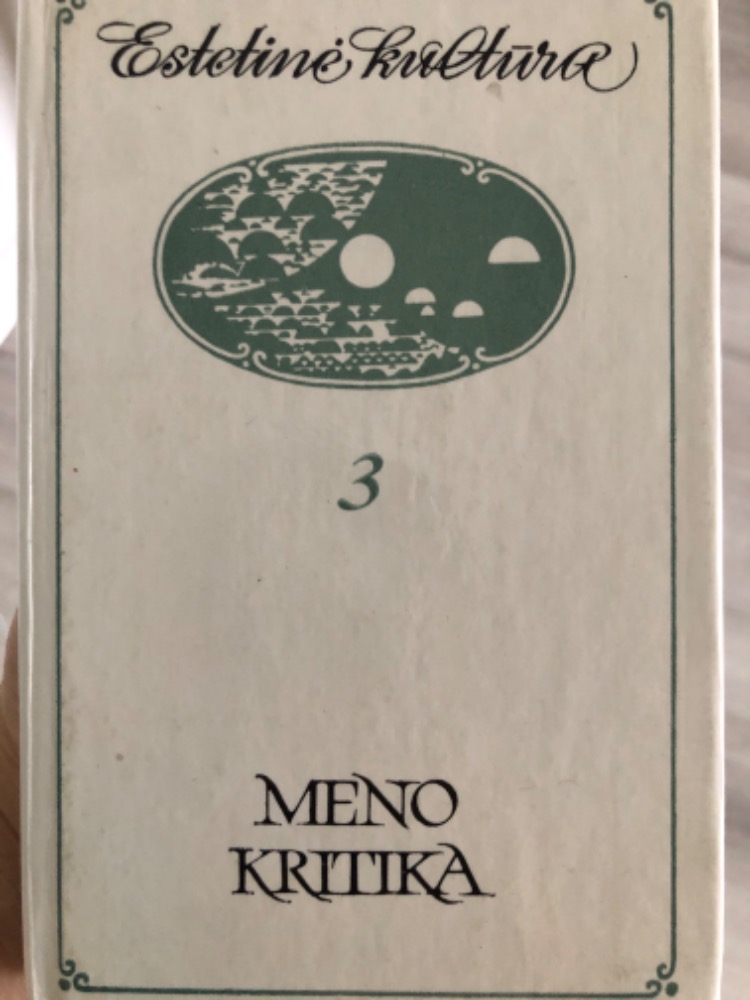 Estetinė kultūra
3
MENO
KRITIKA